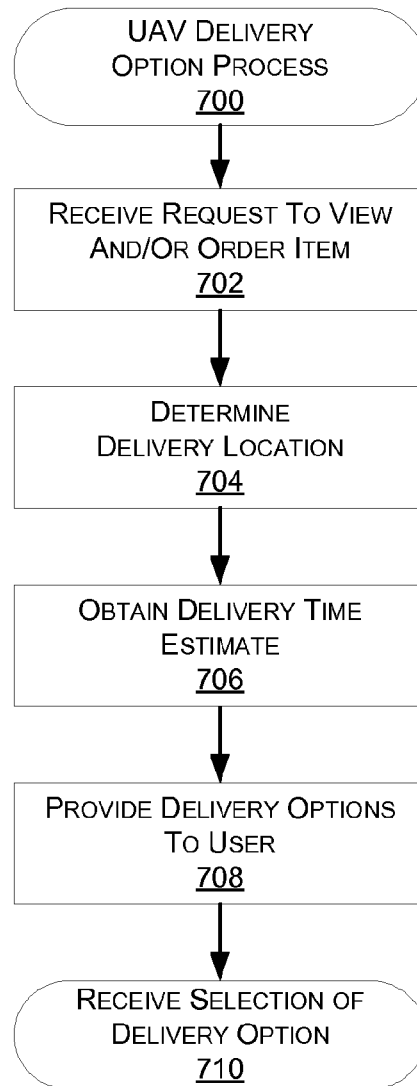 UAV DELIVERY
OPTION PROCESS
700
RECEIVE REQUEST TO VIEW
AND/OR ORDER ITEM
702
DETERMINE
DELIVERY LOCATION
704
OBTAIN DELIVERY TIME
ESTIMATE
706
PROVIDE DELIVERY OPTIONS
TO USER
708
RECEIVE SELECTION OF
DELIVERY OPTION
710